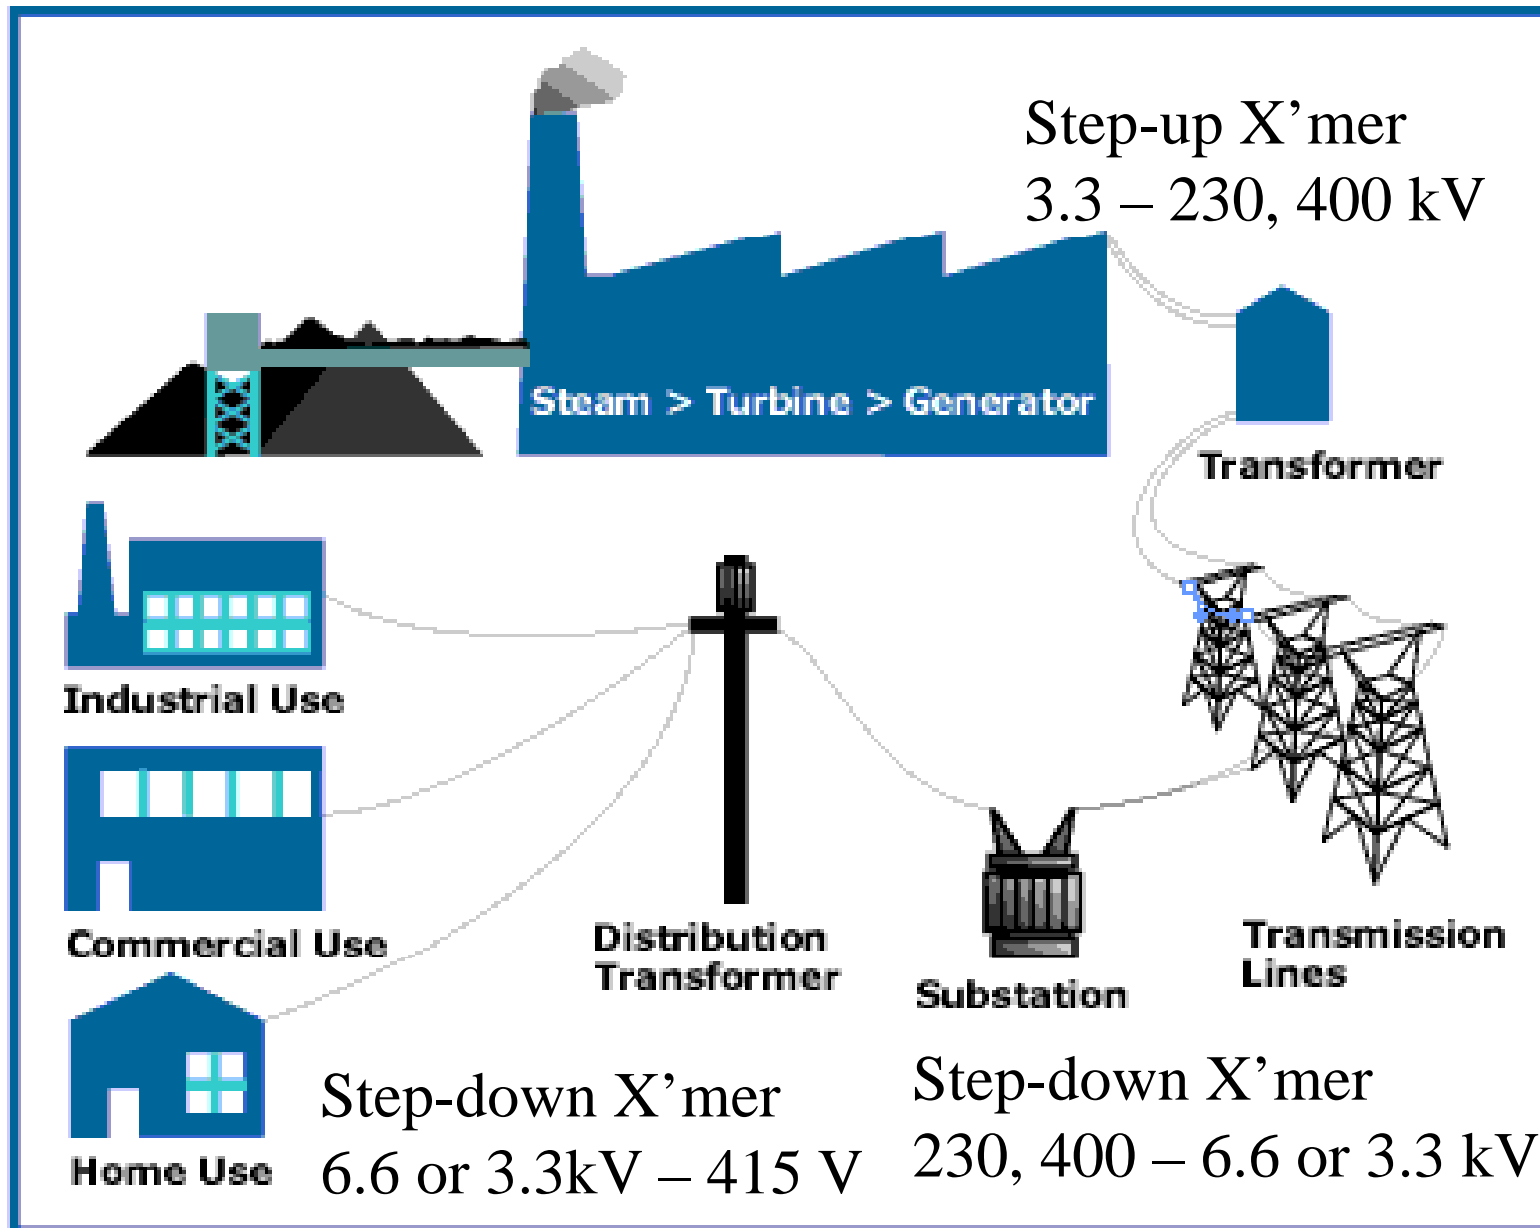 Step-up X’mer
3.3 – 230, 400 kV
Steam > Turbine > Generator
Transformer
Industrial Use
Commercial Use
Distribution
Transformer
Substation
Transmission
Lines
Home Use
Step-down X’mer
6.6 or 3.3kV – 415 V
Step-down X’mer
230, 400 – 6.6 or 3.3 kV